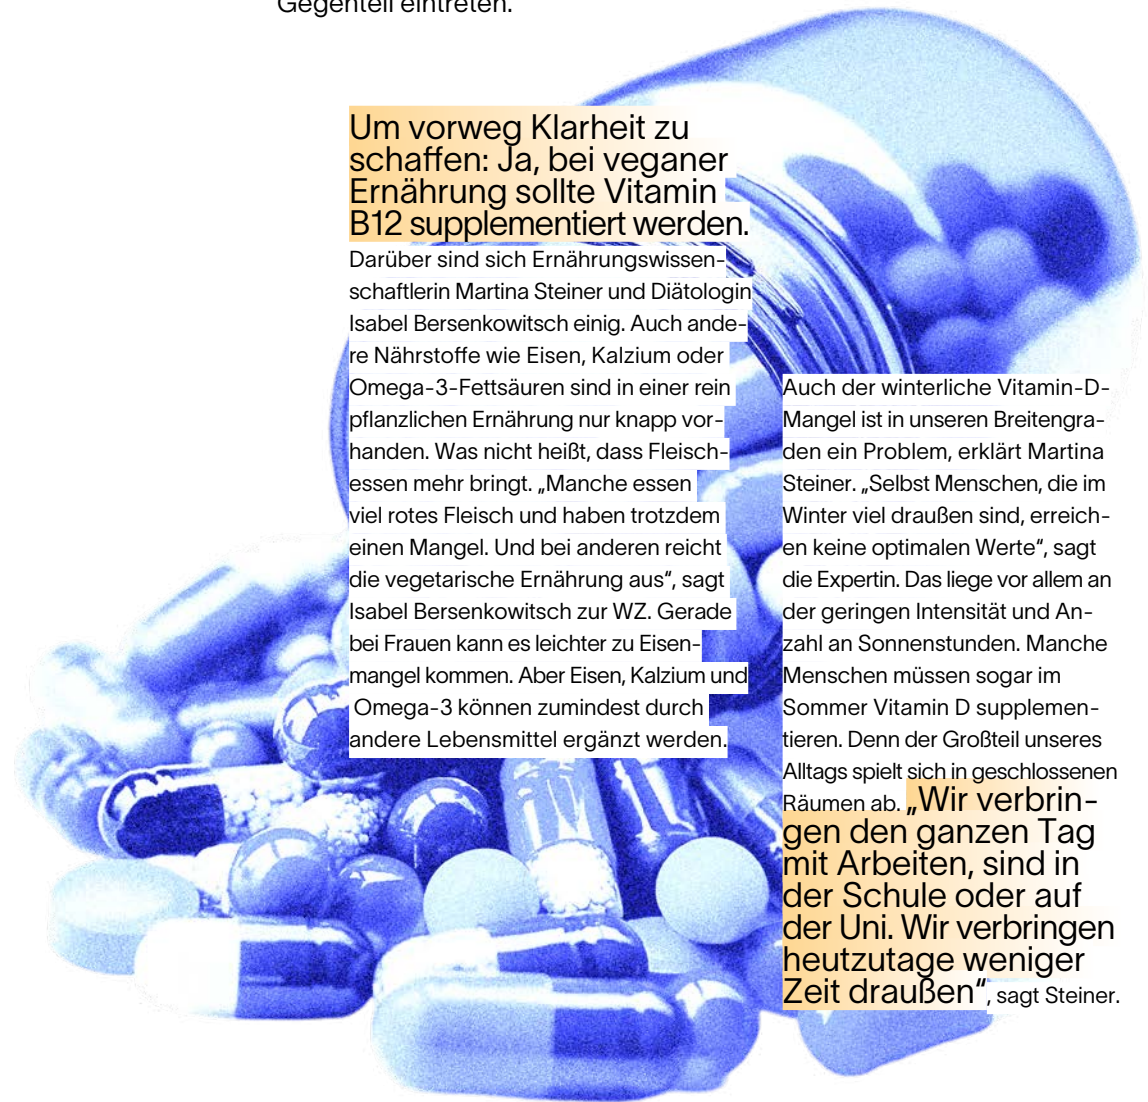 Gegenteil eintreten.
Um vorweg Klarheit zu
schaffen: Ja, bei veganer
Ernährung sollte Vitamin
B12 supplementiert werden.
Darüber sind sich Ernährungswissen-
schaftlerin Martina Steiner und Diätologin
Isabel Bersenkowitsch einig. Auch ande-
re Nährstoffe wie Eisen, Kalzium oder
Omega-3-Fettsäuren sind in einer rein
pflanzlichen Ernährung nur knapp vor-
handen. Was nicht heißt, dass Fleisch-
essen mehr bringt. „Manche essen
viel rotes Fleisch und haben trotzdem
einen Mangel. Und bei anderen reicht
die vegetarische Ernährung aus“, sagt
Isabel Bersenkowitsch zur WZ. Gerade
bei Frauen kann es leichter zu Eisen-
mangel kommen. Aber Eisen, Kalzium und
Omega-3 können zumindest durch
andere Lebensmittel ergänzt werden.
Auch der winterliche Vitamin-D-
Mangel ist in unseren Breitengra-
den ein Problem, erklärt Martina
Steiner. „Selbst Menschen, die im
Winter viel draußen sind, erreich-
en keine optimalen Werte“, sagt
die Expertin. Das liege vor allem an
der geringen Intensität und An-
zahl an Sonnenstunden. Manche
Menschen müssen sogar im
Sommer Vitamin D supplemen-
tieren. Denn der Großteil unseres
Alltags spielt sich in geschlossenen
Räumen ab. „Wir verbrin-
gen den ganzen Tag
mit Arbeiten, sind in
der Schule oder auf
der Uni. Wir verbringen
heutzutage weniger
Zeit draußen“, sagt Steiner.